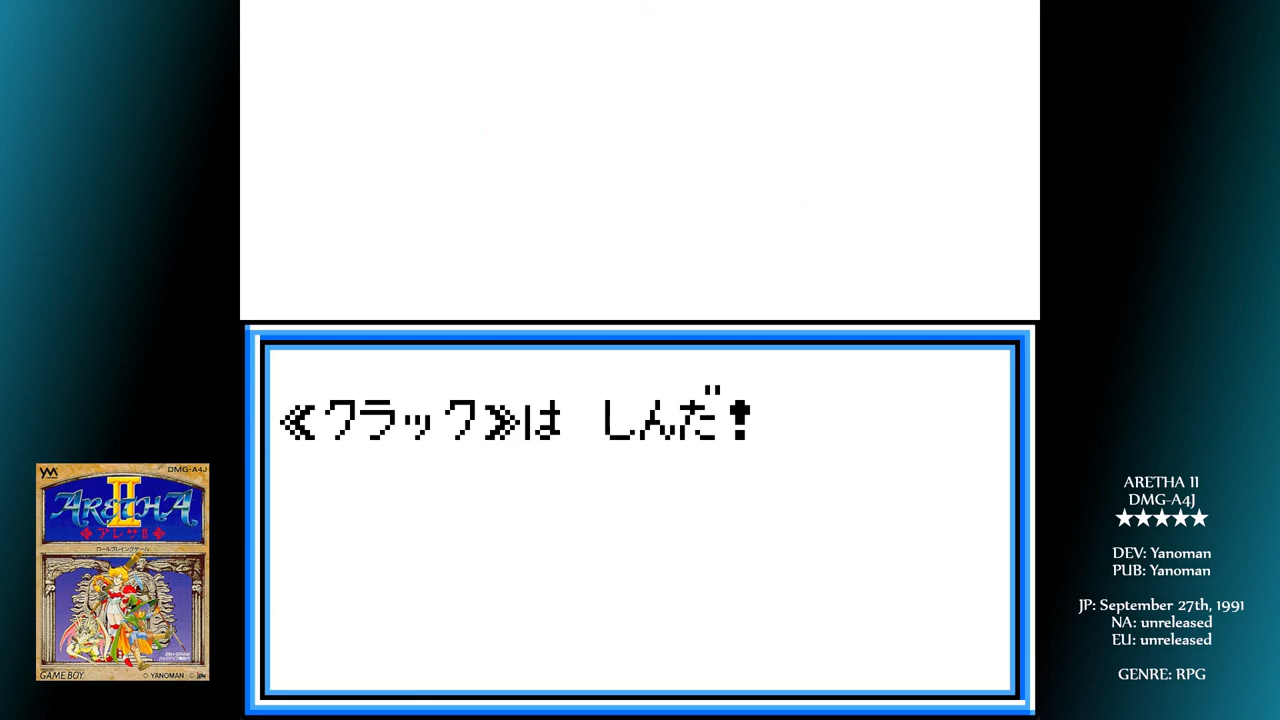 ≪クラック≫は しんだ!
YM
DMG-A4J
ARETHA
II
アレサII
ロールプレイングゲーム
GAME BOY
© YANOMAN
ARETHA II
DMG-A4J
★★★★★
DEV: Yanoman
PUB: Yanoman
JP: September 27th, 1991
NA: unreleased
EU: unreleased
GENRE: RPG